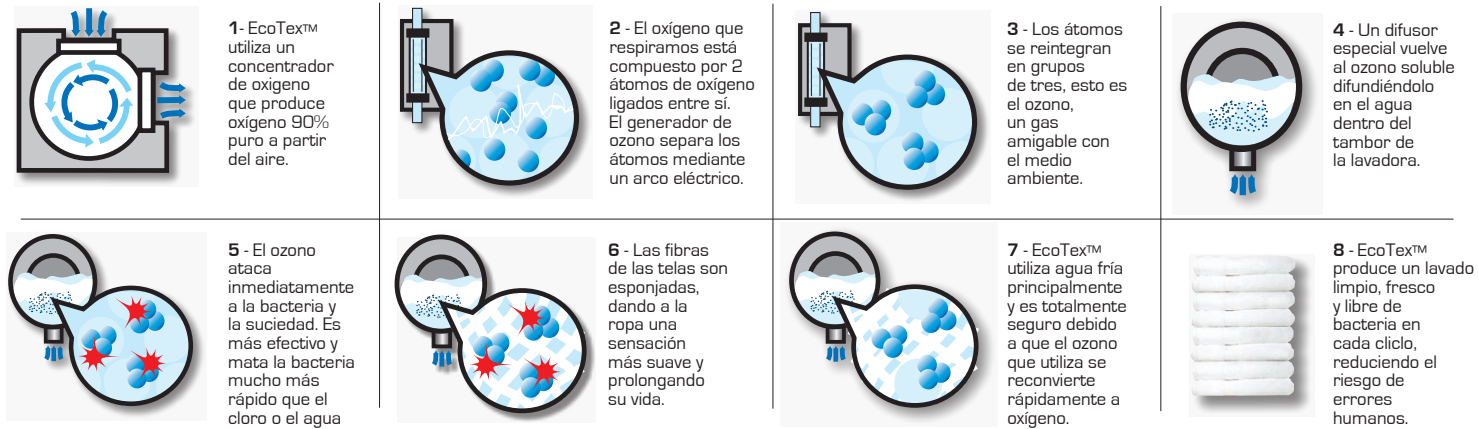 1- EcoTex™
utiliza un
concentrador
de oxigeno
que produce
oxígeno 90%
puro a partir
del aire.
2 - El oxígeno que
respiramos está
compuesto por 2
átomos de oxígeno
ligados entre sí.
El generador de
ozono separa los
átomos mediante
un arco eléctrico.
3 - Los átomos
se reintegran
en grupos
de tres, esto es
el ozono,
un gas
amigable con
el medio
ambiente.
4 - Un difusor
especial vuelve
al ozono soluble
difundiéndolo
en el agua
dentro del
tambor de
la lavadora.
5 - El ozono
ataca
inmediatamente
a la bacteria y
la suciedad. Es
más efectivo y
mata la bacteria
mucho más
rápido que el
cloro o el agua
6 - Las fibras
de las telas son
esponjadas,
dando a la
ropa una
sensación
más suave y
prolongando
su vida.
7 - EcoTex™
utiliza agua fría
principalmente
y es totalmente
seguro debido
a que el ozono
que utiliza se
reconvierte
rápidamente a
oxígeno.
8 - EcoTex™
produce un lavado
limpio, fresco
y libre de
bacteria en
cada cliclo,
reduciendo el
riesgo de
errores
humanos.